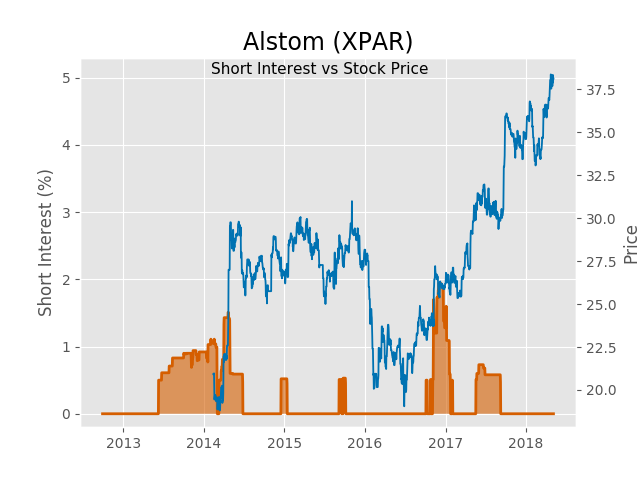 Alstom (XPAR)
Short Interest vs Stock Price
Short Interest (%)
5
4
3
2
1
0
37.5
35.0
32.5
30.0
27.5
25.0
22.5
20.0
Price
2013 2014 2015 2016 2017 2018